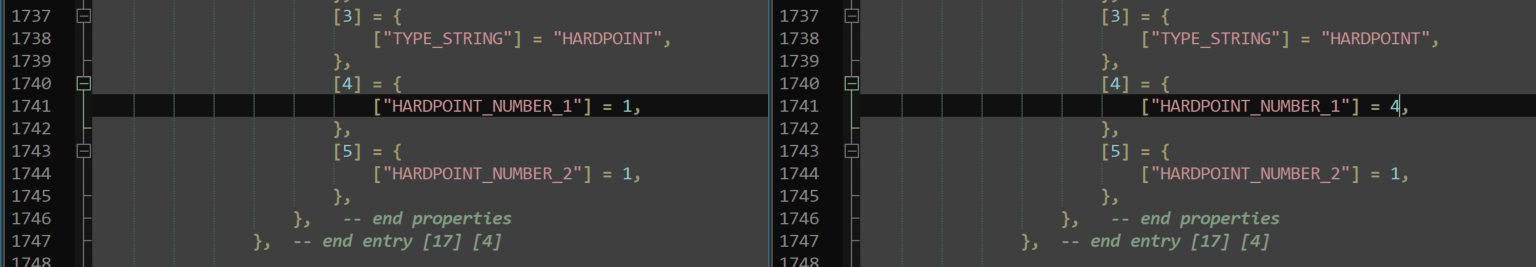 1737 [3] = {
1738 ["TYPE_STRING"] = "HARDPOINT",
1739 },
1740 [4] = {
1741 ["HARDPOINT_NUMBER_1"] = 1,
1742 },
1743 [5] = {
1744 ["HARDPOINT_NUMBER_2"] = 1,
1745 },
1746 }, -- end properties
1747 }, -- end entry [17] [4]
1748
1737 [3] = {
1738 ["TYPE_STRING"] = "HARDPOINT",
1739 },
1740 [4] = {
1741 ["HARDPOINT_NUMBER_1"] = 4,
1742 },
1743 [5] = {
1744 ["HARDPOINT_NUMBER_2"] = 1,
1745 },
1746 }, -- end properties
1747 }, -- end entry [17] [4]
1748